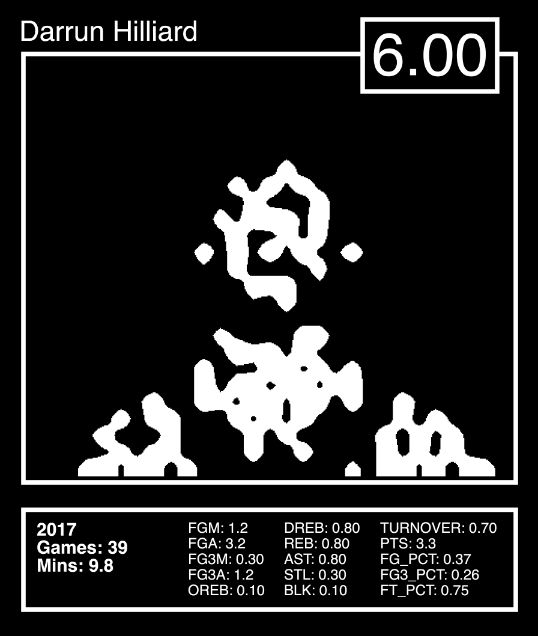 Darrun Hilliard
6.00
2017
Games: 39
Mins: 9.8
FGM: 1.2
FGA: 3.2
FG3M: 0.30
FG3A: 1.2
OREB: 0.10
DREB: 0.80
REB: 0.80
AST: 0.80
STL: 0.30
BLK: 0.10
TURNOVER: 0.70
PTS: 3.3
FG_PCT: 0.37
FG3_PCT: 0.26
FT_PCT: 0.75